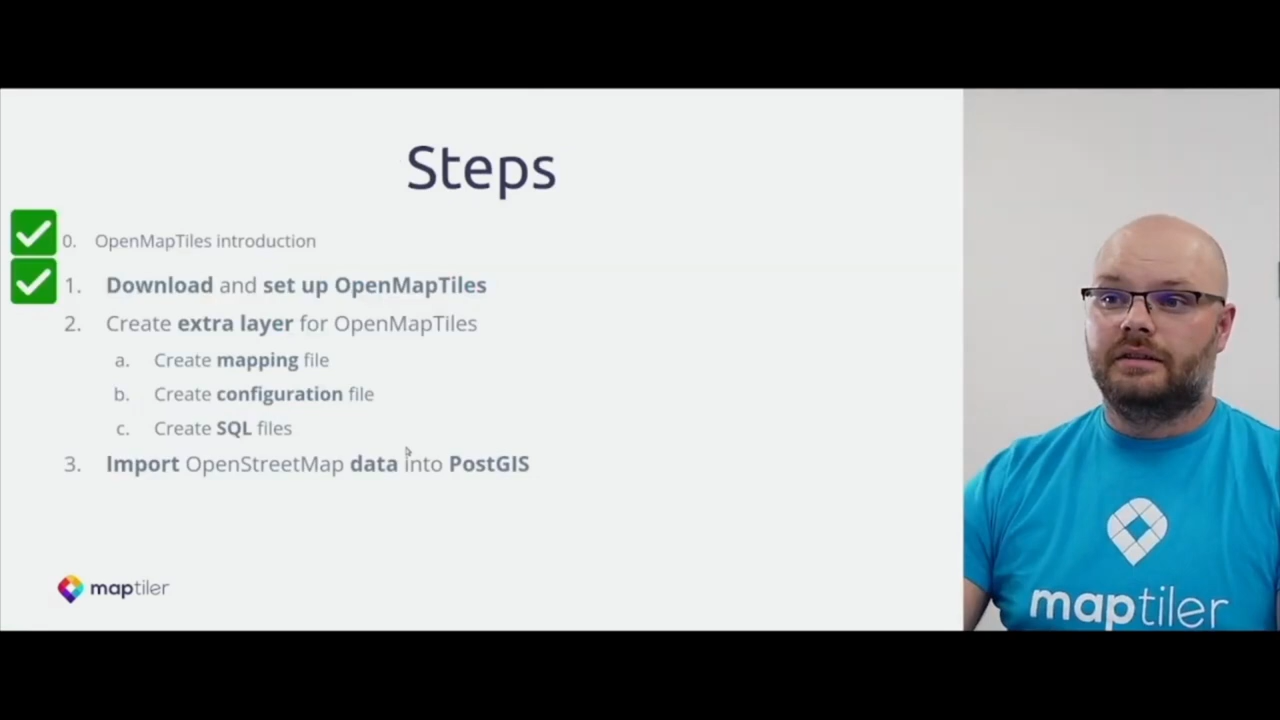 Steps
0. OpenMapTiles introduction
1. Download and set up OpenMapTiles
2. Create extra layer for OpenMapTiles
a. Create mapping file
b. Create configuration file
c. Create SQL files
3. Import OpenStreetMap data into PostGIS
maptiler
maptiler